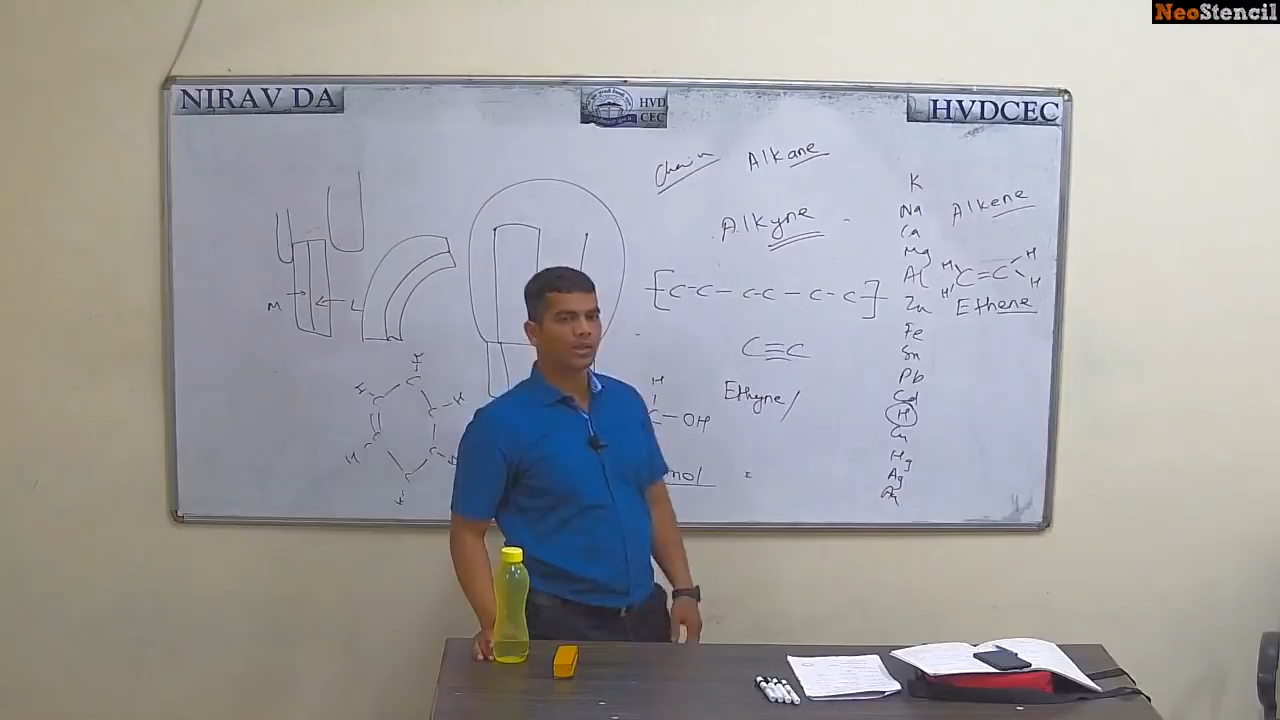 NeoStencil
NIRAV DA
HVD
CEC
HVDCEC
Chain
Alkane
Alkyne
K
Na
Ca
Mg
Al
Zn
Fe
Sn
Pb
Cd
H
Cu
Hg
Ag
Alkene
H H
C=C
H H
Ethene
[C-C-C-C-C-C]-
C≡C
Ethyne/
H
C-OH
M
L
H
H C H
C C
C C
H C H
H